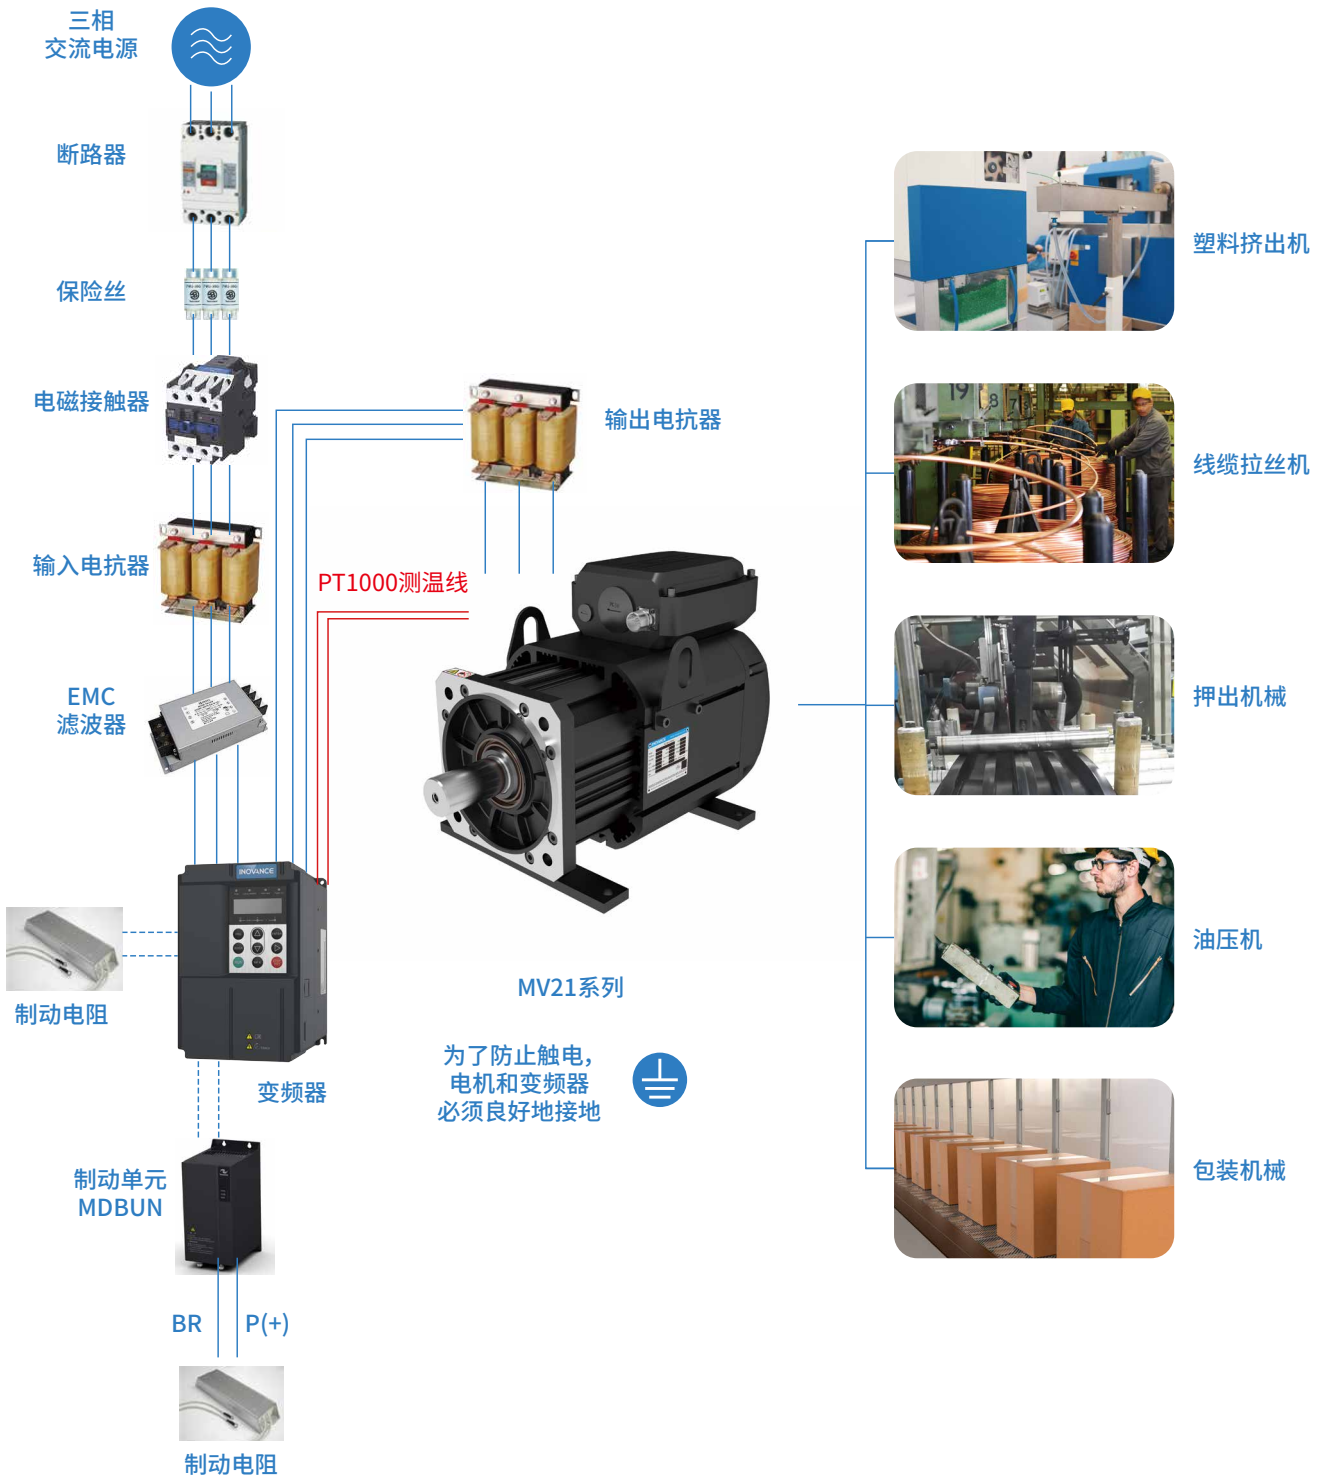 三相
交流电源
断路器
保险丝
电磁接触器
输出电抗器
输入电抗器
PT1000测温线
EMC
滤波器
INOVANCE
制动电阻
变频器
制动单元
MDBUN
BR
P(+)
制动电阻
MV21系列
为了防止触电，
电机和变频器
必须良好地接地
塑料挤出机
19
8
7
线缆拉丝机
押出机械
油压机
包装机械